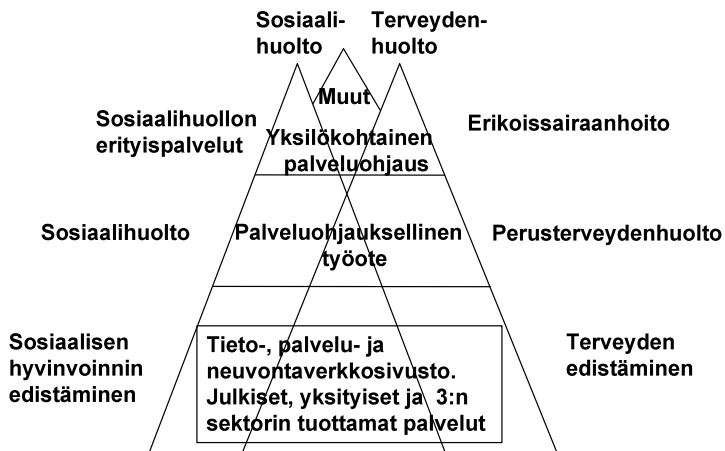 Sosiaali-
huolto
Terveyden-
huolto
Muut
Sosiaalihuollon
erityispalvelut
Yksilökohtainen
palveluohjaus
Erikoissairaanhoito
Sosiaalihuolto
Palveluohjauksellinen
työote
Perusterveydenhuolto
Sosiaalisen
hyvinvoinnin
edistäminen
Tieto-, palvelu- ja
neuvontaverkkosivusto.
Julkiset, yksityiset ja 3:n
sektorin tuottamat palvelut
Terveyden
edistäminen